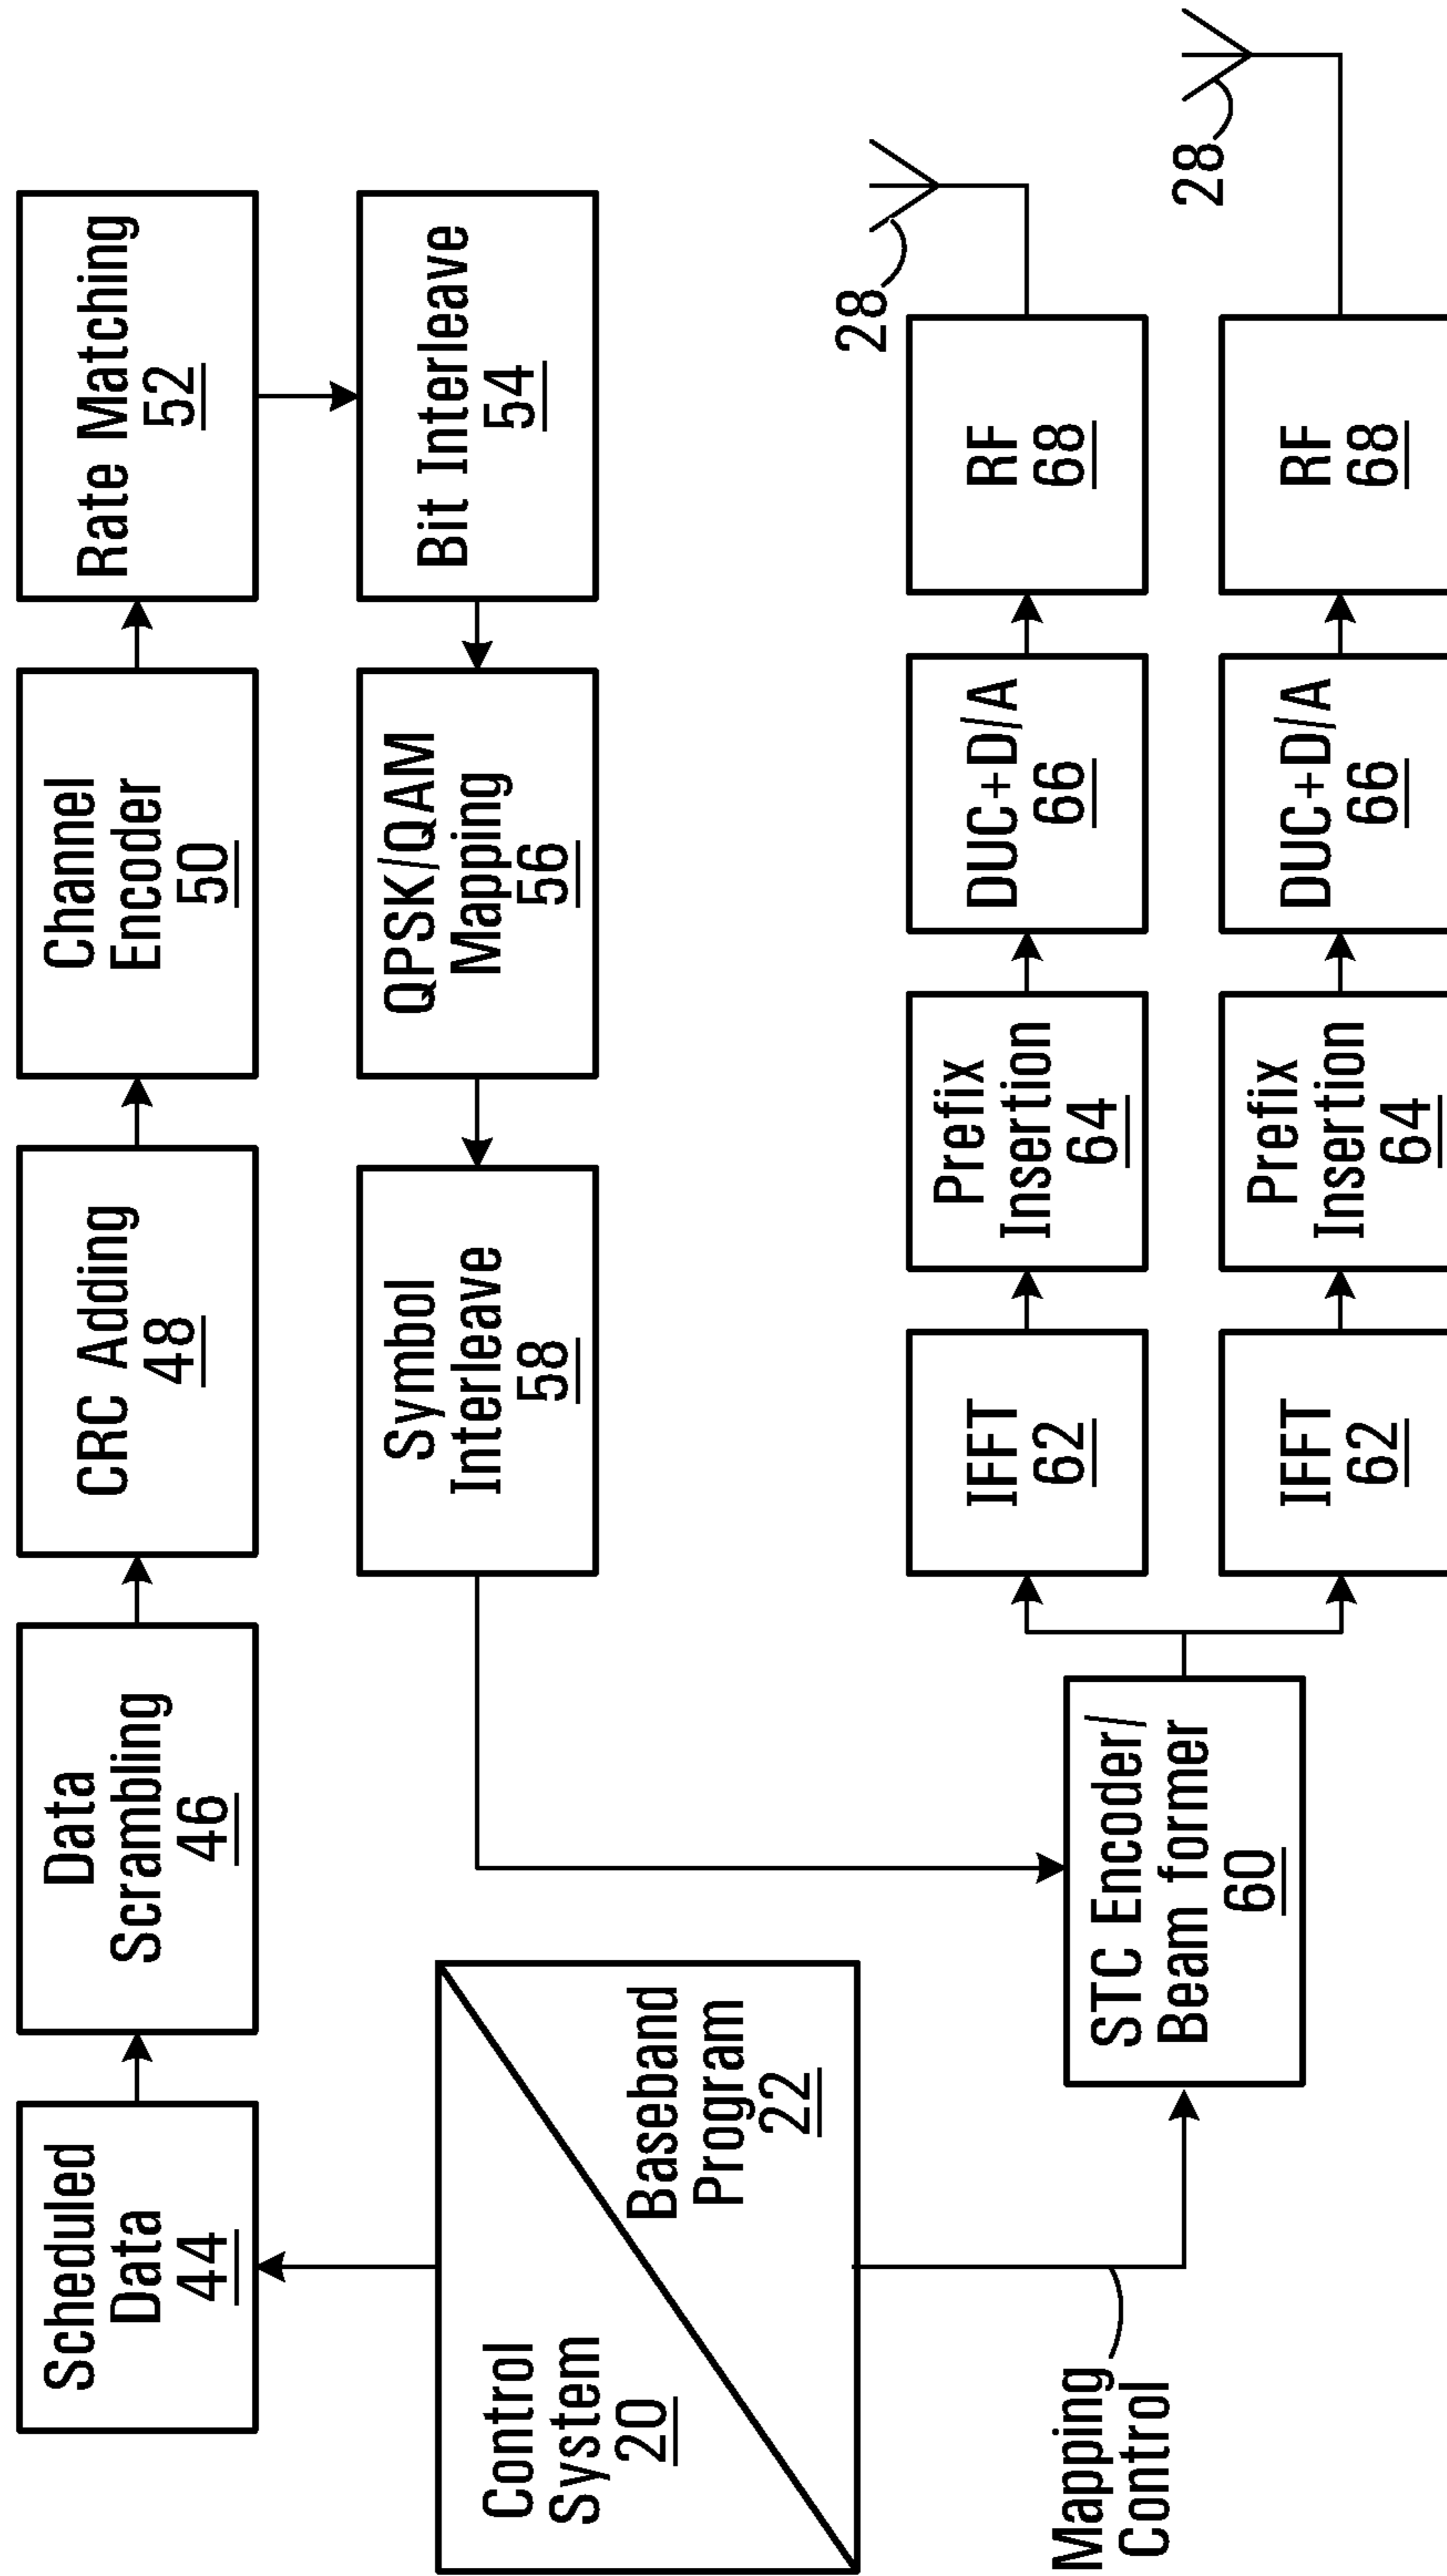 Scheduled
Data
44
Data
Scrambling
46
CRC Adding
48
Channel
Encoder
50
Rate Matching
52
Bit Interleave
54
QPSK/QAM
Mapping
56
Symbol
Interleave
58
Control
System
20
Baseband
Program
22
Mapping
Control
STC Encoder/
Beam former
60
IFFT
62
Prefix
Insertion
64
DUC+D/A
66
RF
68
28
IFFT
62
Prefix
Insertion
64
DUC+D/A
66
RF
68
28